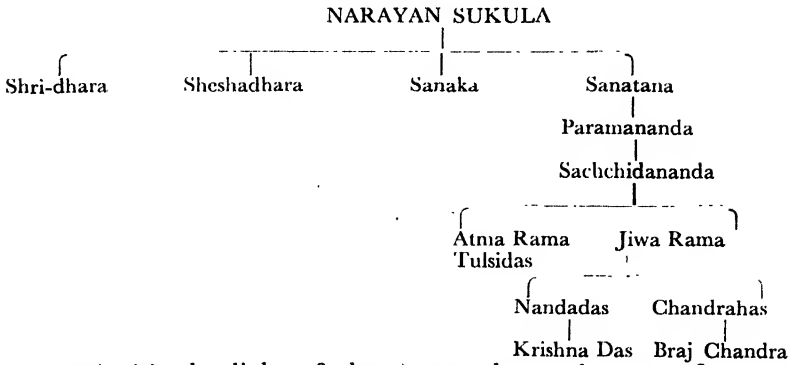 NARAYAN SUKULA
Shri-dhara Sheshadhara Sanaka Sanatana
Paramananda
Sachchidananda
Atma Rama Jiwa Rama
Tulsidas
Nandadas Chandrahas
Krishna Das Braj Chandra